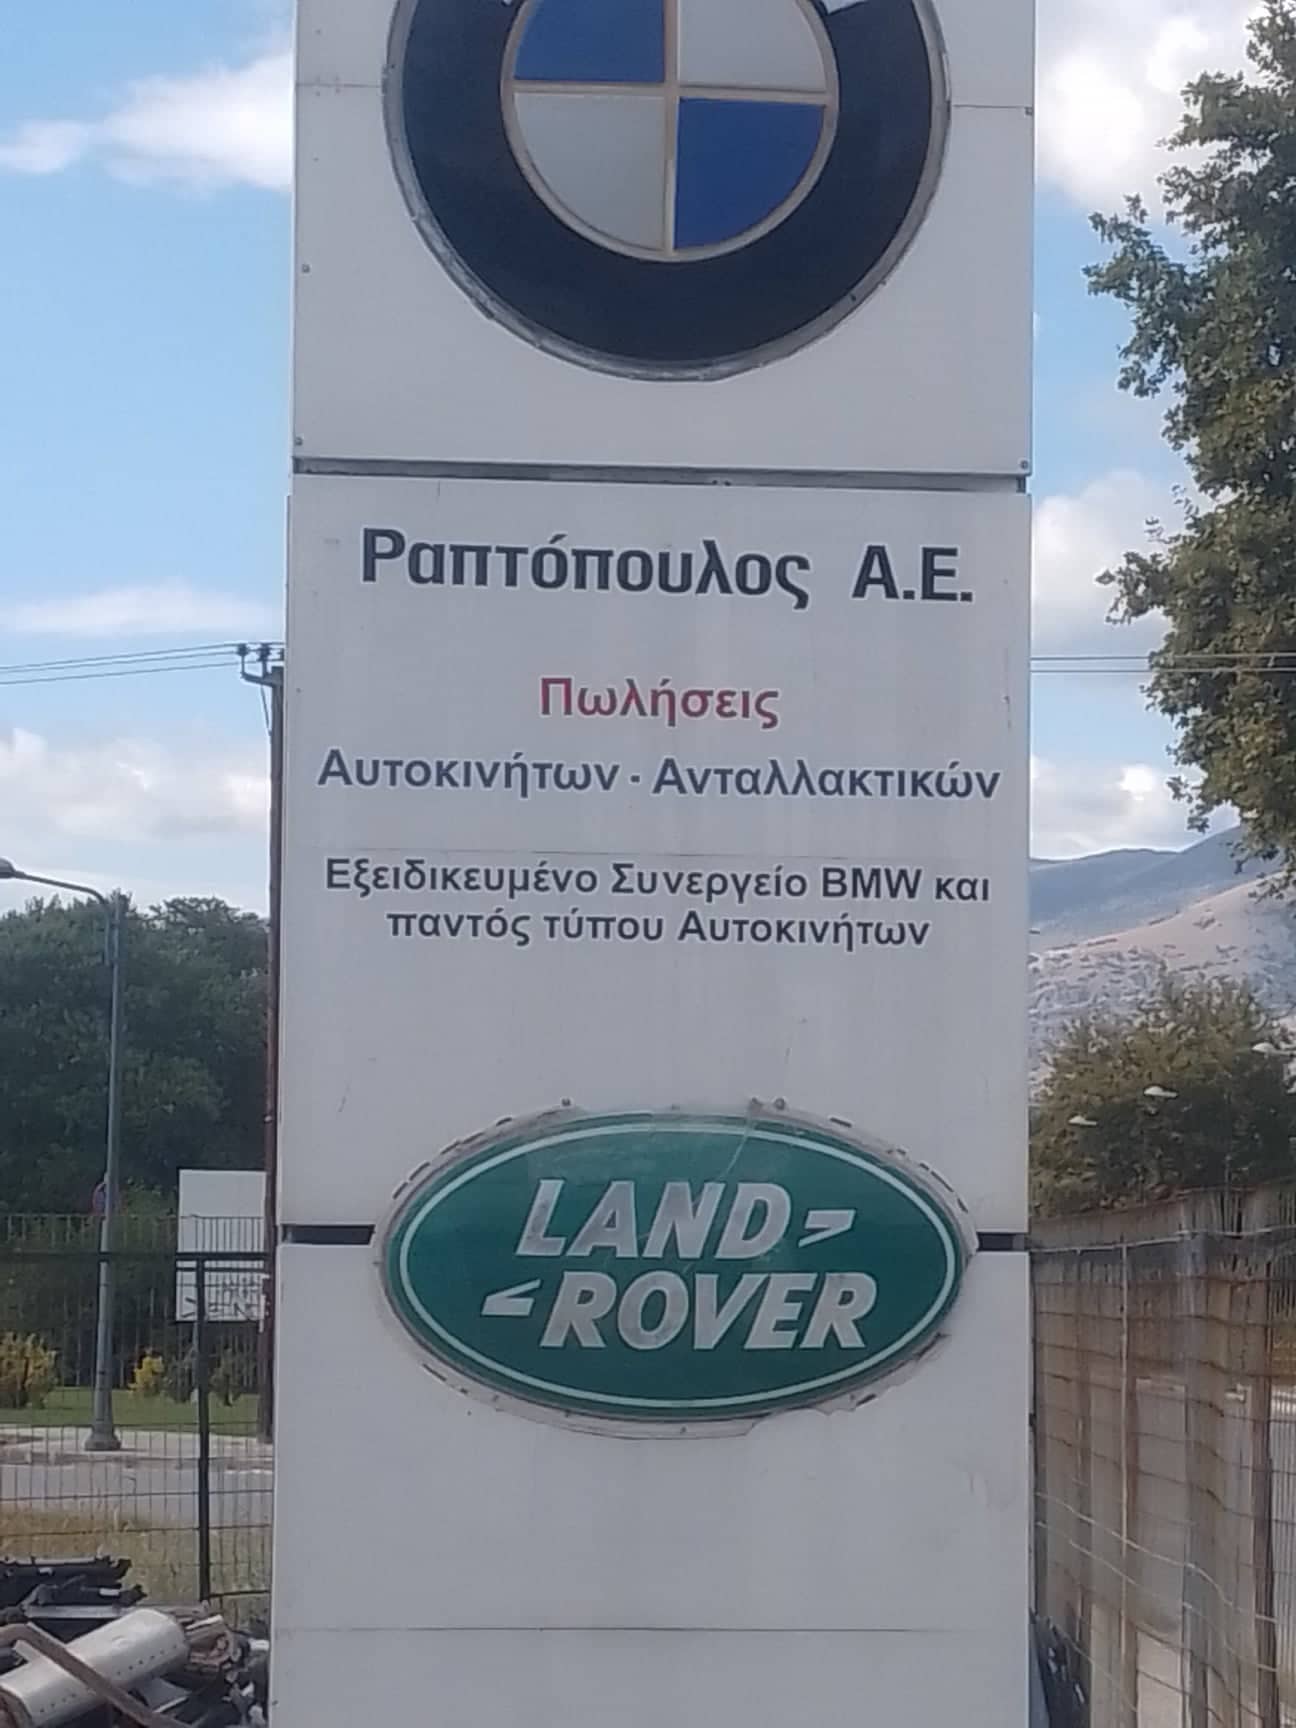 Ραπτόπουλος Α.Ε.
Πωλήσεις
Αυτοκινήτων - Ανταλλακτικών
Εξειδικευμένο Συνεργείο BMW και
παντός τύπου Αυτοκινήτων
LAND
ROVER